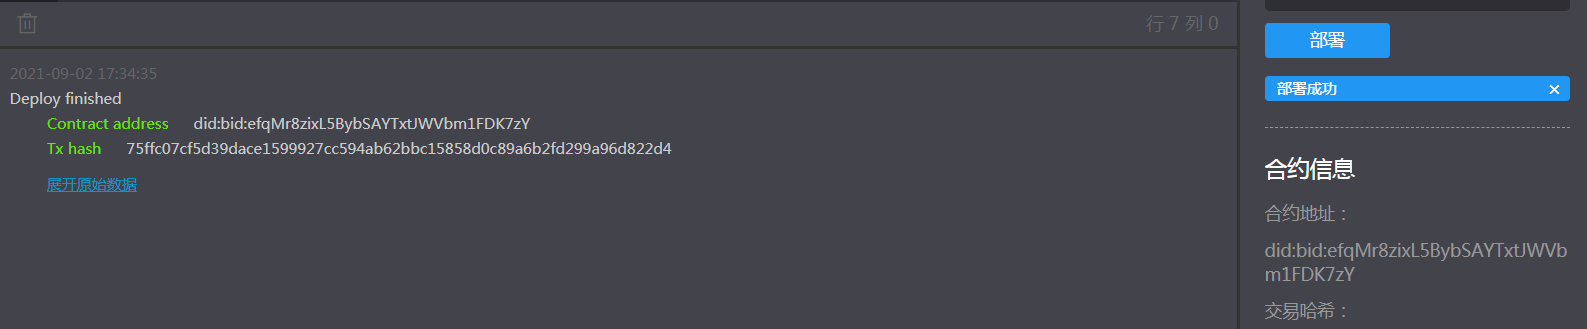 行 7 列 0
2021-09-02 17:34:35
Deploy finished
Contract address did:bid:efqMr8zixL5BybSAYTxtJWVbm1FDK7zY
Tx hash 75ffc07cf5d39dace1599927cc594ab62bbc15858d0c89a6b2fd299a96d822d4
展开原始数据
部署
部署成功 ×
合约信息
合约地址：
did:bid:efqMr8zixL5BybSAYTxtJWVb
m1FDK7zY
交易哈希：